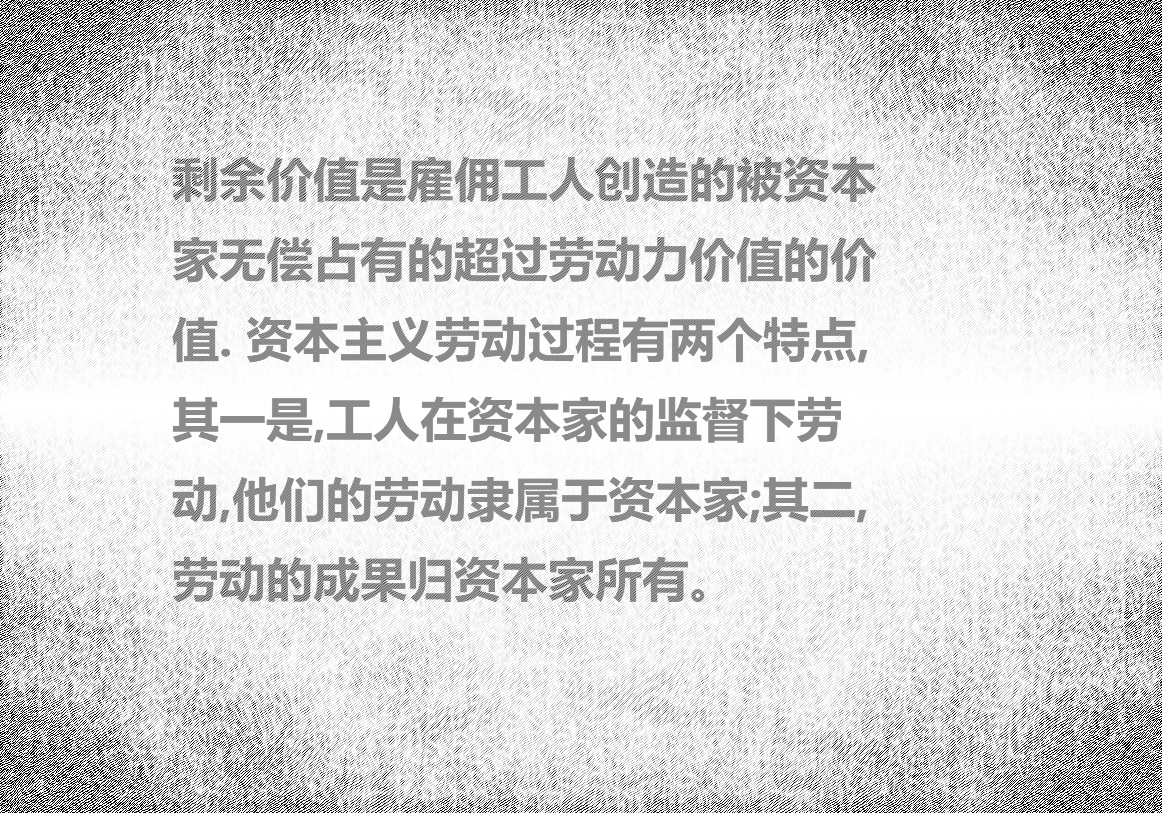 剩余价值是雇佣工人创造的被资本
家无偿占有的超过劳动力价值的价
值. 资本主义劳动过程有两个特点,
其一是,工人在资本家的监督下劳
动,他们的劳动隶属于资本家;其二,
劳动的成果归资本家所有。